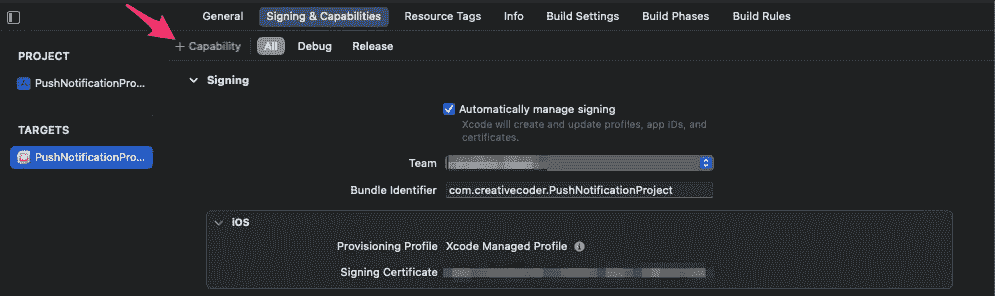 General Signing & Capabilities Resource Tags Info Build Settings Build Phases Build Rules
+ Capability All Debug Release
PROJECT
PushNotificationPro...
TARGETS
PushNotificationPro...
Signing
Automatically manage signing
Xcode will create and update profiles, app IDs, and
certificates.
Team
Bundle Identifier com.creativecoder.PushNotificationProject
iOS
Provisioning Profile Xcode Managed Profile
Signing Certificate